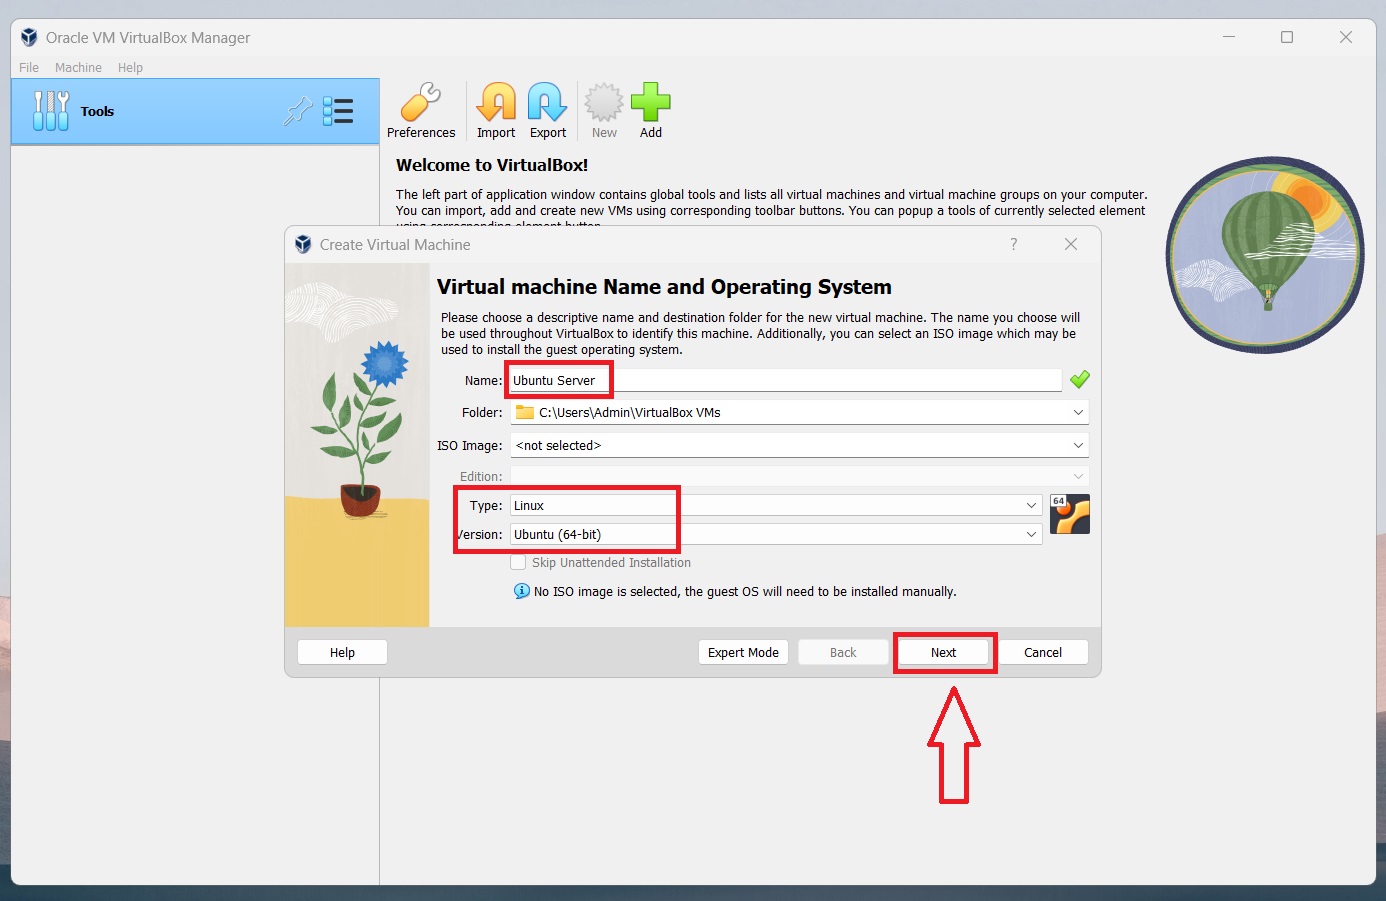 Oracle VM VirtualBox Manager
File Machine Help
Tools
Preferences Import Export New Add
Welcome to VirtualBox!
The left part of application window contains global tools and lists all virtual machines and virtual machine groups on your computer.
You can import, add and create new VMs using corresponding toolbar buttons. You can popup a tools of currently selected element
using corresponding element button.
Create Virtual Machine ?
Virtual machine Name and Operating System
Please choose a descriptive name and destination folder for the new virtual machine. The name you choose will
be used throughout VirtualBox to identify this machine. Additionally, you can select an ISO image which may be
used to install the guest operating system.
Name: Ubuntu Server
Folder: C:\Users\Admin\VirtualBox VMs
ISO Image: <not selected>
Edition:
Type: Linux
64
Version: Ubuntu (64-bit)
Skip Unattended Installation
No ISO image is selected, the guest OS will need to be installed manually.
Help Expert Mode Back Next Cancel